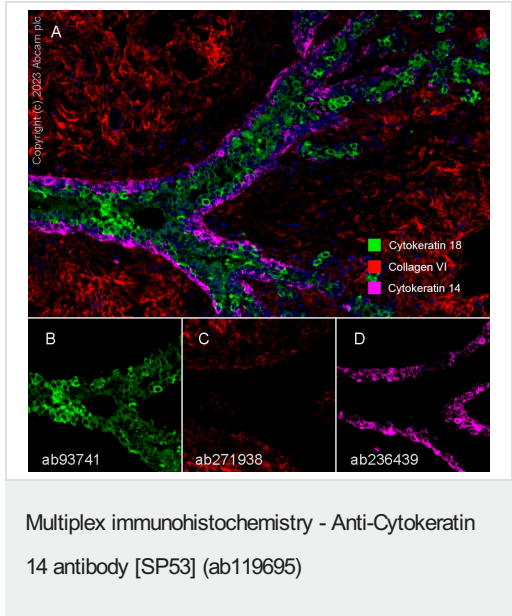 A
Copyright (c) 2023 Abcam plc
Cytokeratin 18
Collagen VI
Cytokeratin 14
B
C
D
ab93741
ab271938
ab236439
Multiplex immunohistochemistry - Anti-Cytokeratin
14 antibody [SP53] (ab119695)